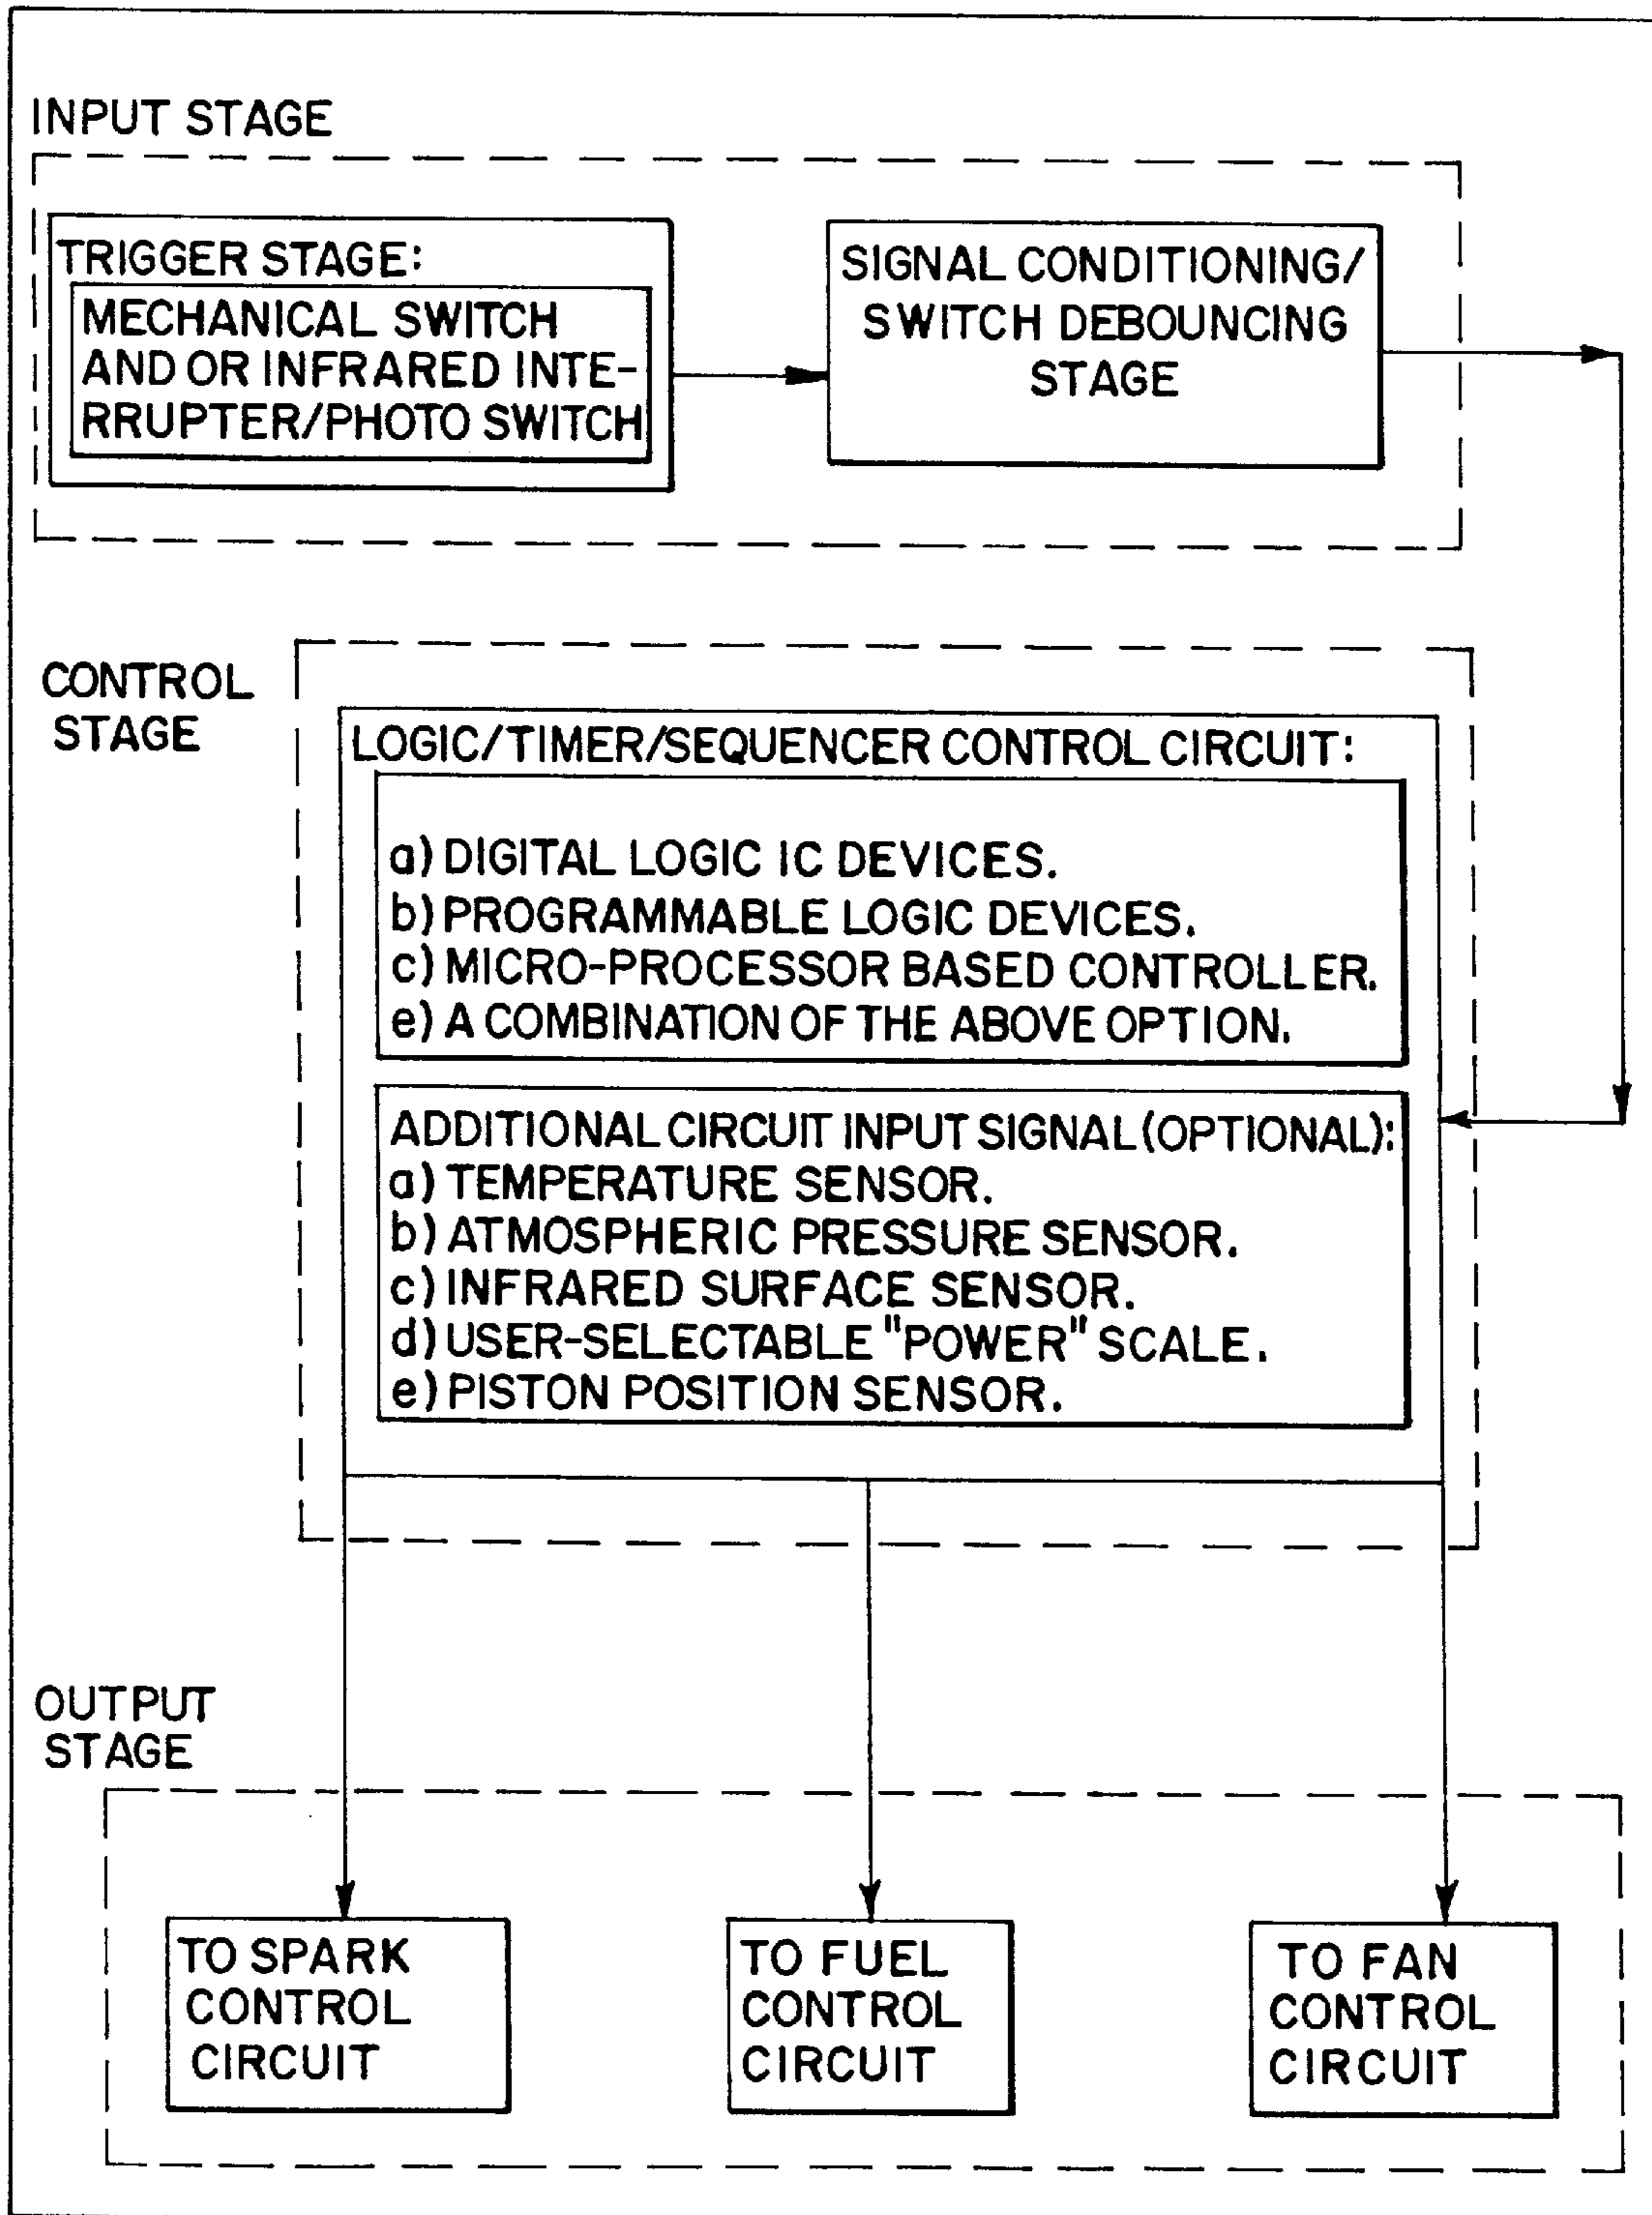 INPUT STAGE
TRIGGER STAGE:
MECHANICAL SWITCH
AND OR INFRARED INTE-
RRUPTER/PHOTO SWITCH
SIGNAL CONDITIONING/
SWITCH DEBOUNCING
STAGE
CONTROL
STAGE
LOGIC/TIMER/SEQUENCER CONTROL CIRCUIT:
a) DIGITAL LOGIC IC DEVICES.
b) PROGRAMMABLE LOGIC DEVICES.
c) MICRO-PROCESSOR BASED CONTROLLER.
e) A COMBINATION OF THE ABOVE OPTION.
ADDITIONAL CIRCUIT INPUT SIGNAL (OPTIONAL):
a) TEMPERATURE SENSOR.
b) ATMOSPHERIC PRESSURE SENSOR.
c) INFRARED SURFACE SENSOR.
d) USER-SELECTABLE "POWER" SCALE.
e) PISTON POSITION SENSOR.
OUTPUT
STAGE
TO SPARK
CONTROL
CIRCUIT
TO FUEL
CONTROL
CIRCUIT
TO FAN
CONTROL
CIRCUIT